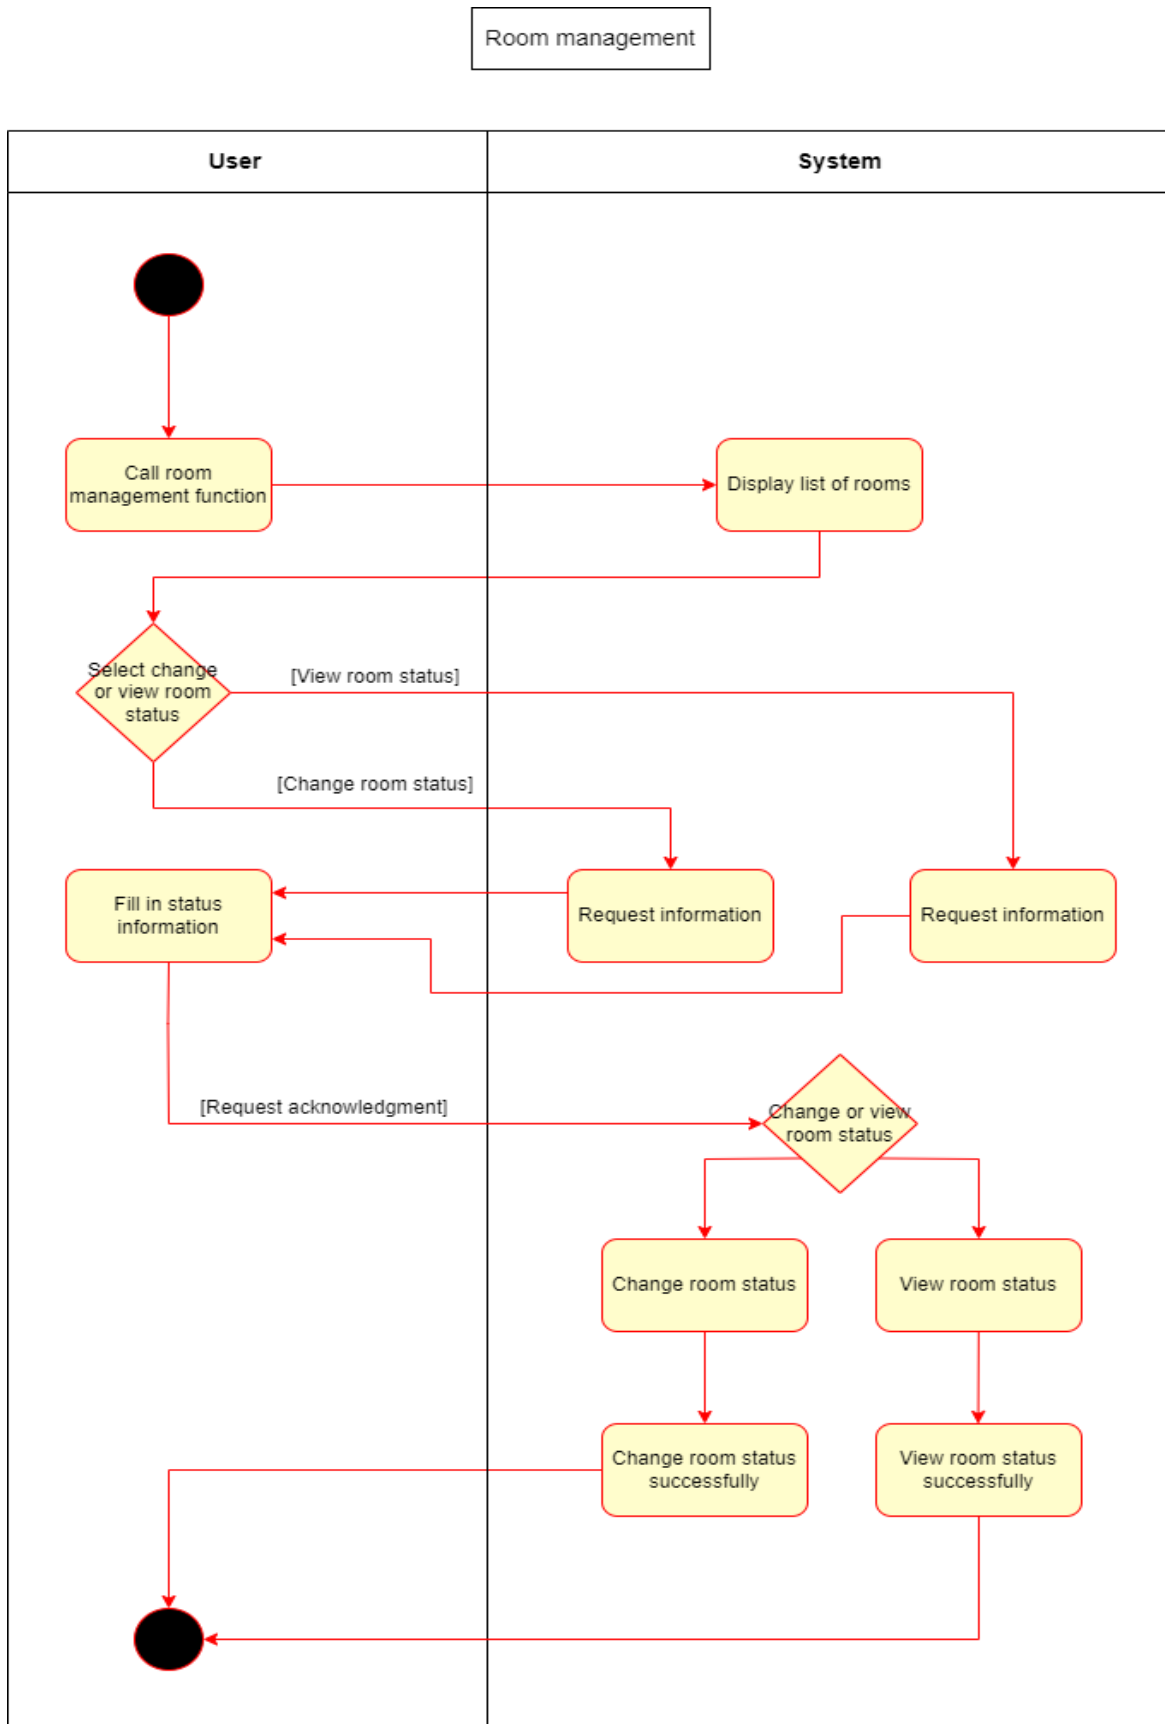 Room management
User
System
Call room
management function
Display list of rooms
Select change
or view room
status
[View room status]
[Change room status]
Fill in status
information
Request information
Request information
[Request acknowledgment]
Change or view
room status
Change room status
View room status
Change room status
successfully
View room status
successfully